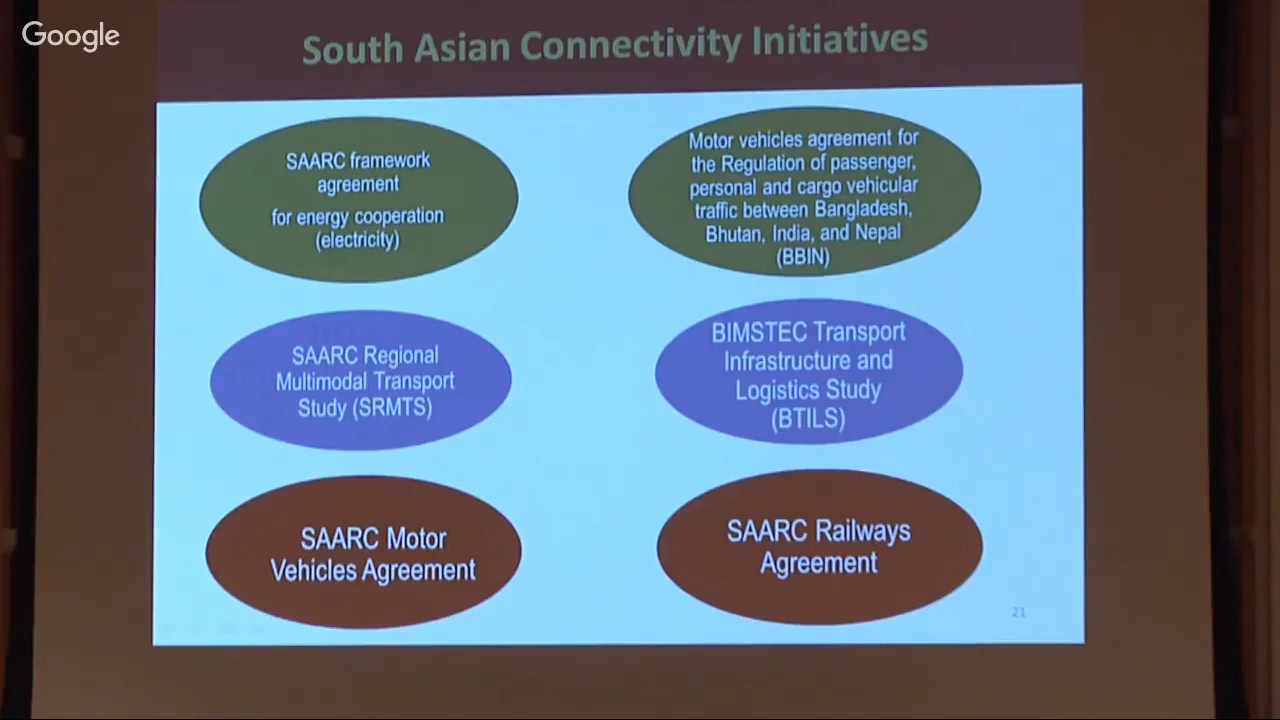 Google
South Asian Connectivity Initiatives
SAARC framework
agreement
for energy cooperation
(electricity)
Motor vehicles agreement for
the Regulation of passenger,
personal and cargo vehicular
traffic between Bangladesh,
Bhutan, India, and Nepal
(BBIN)
SAARC Regional
Multimodal Transport
Study (SRMTS)
BIMSTEC Transport
Infrastructure and
Logistics Study
(BTILS)
SAARC Motor
Vehicles Agreement
SAARC Railways
Agreement
21